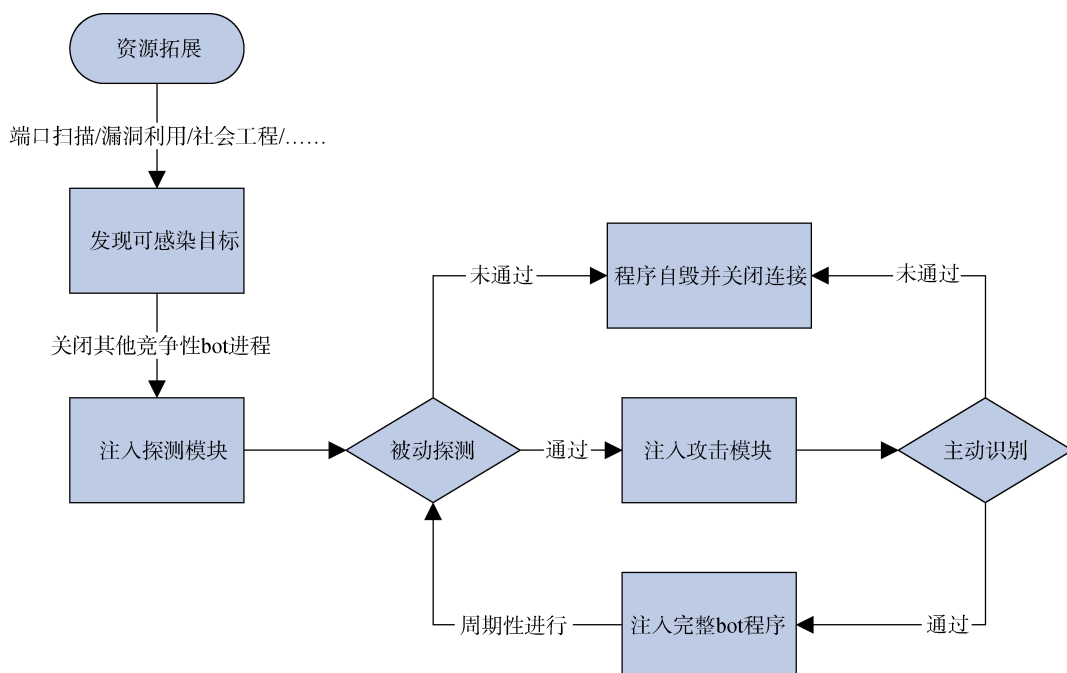 资源拓展
端口扫描/漏洞利用/社会工程/……
发现可感染目标
关闭其他竞争性bot进程
注入探测模块
被动探测
未通过
程序自毁并关闭连接
未通过
通过
注入攻击模块
主动识别
通过
注入完整bot程序
周期性进行